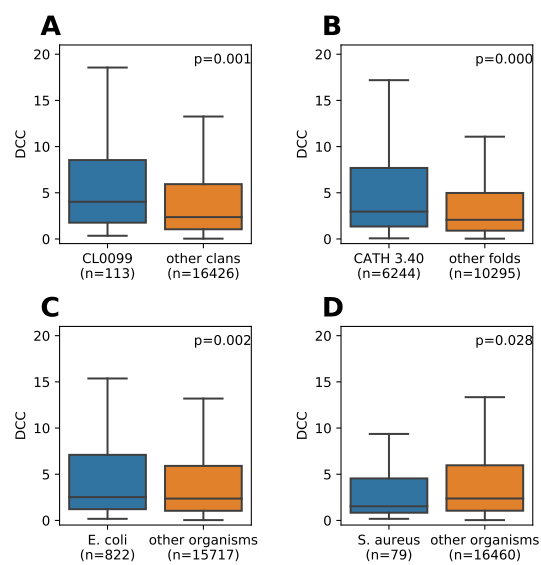 A
B
p=0.001
p=0.000
DCC
DCC
20
15
10
5
0
20
15
10
5
0
CL0099
(n=113)
other clans
(n=16426)
CATH 3.40
(n=6244)
other folds
(n=10295)
C
D
p=0.002
p=0.028
DCC
DCC
20
15
10
5
0
20
15
10
5
0
E. coli
(n=822)
other organisms
(n=15717)
S. aureus
(n=79)
other organisms
(n=16460)